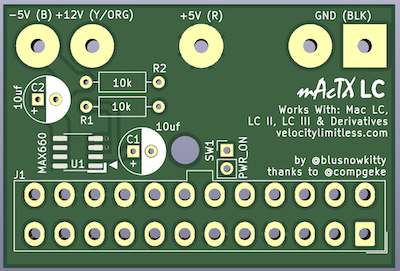 −5V (B) +12V (Y/ORG) +5V (R) GND (BLK)
C2
10uf
+
10k
R2
10k
R1
mAcTX LC
Works With: Mac LC,
LC II, LC III & Derivatives
velocitylimitless.com
10uf
C1
+
MAX660
U1
SW1
PWR_ON
by @blusnowkitty
thanks to @compgeke
J1